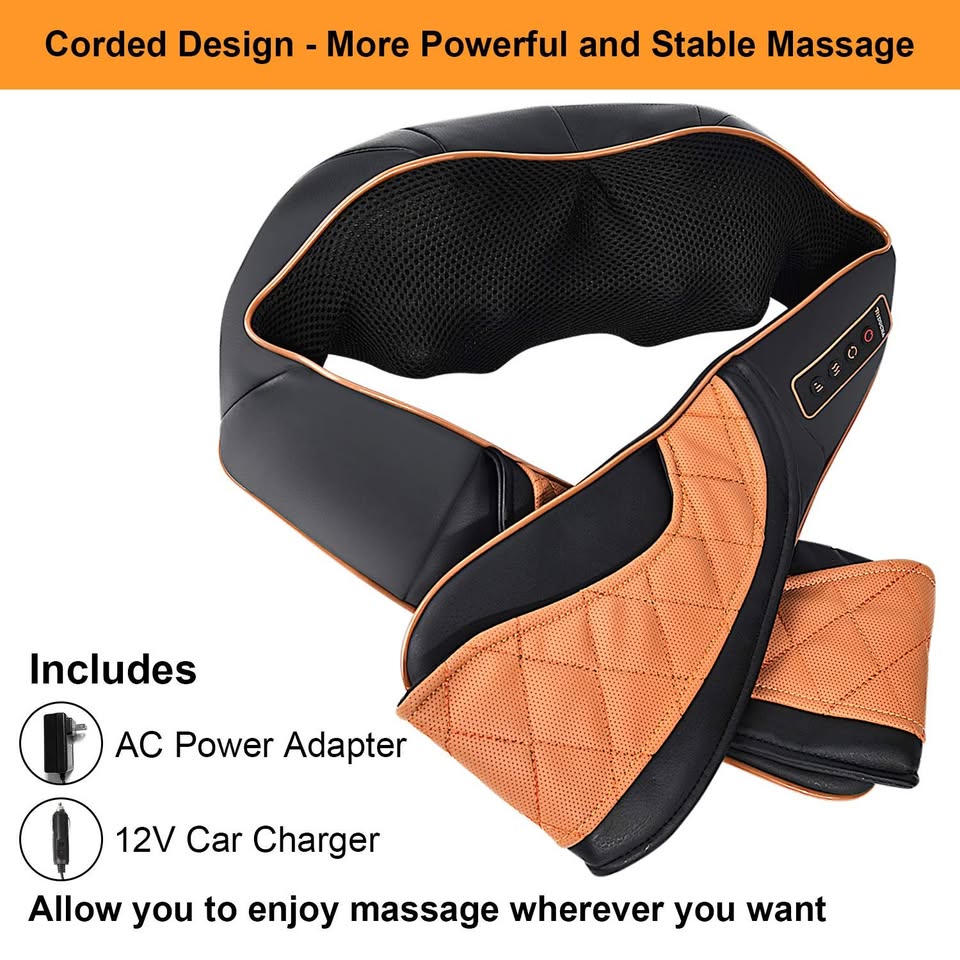 Corded Design - More Powerful and Stable Massage
Includes
AC Power Adapter
12V Car Charger
Allow you to enjoy massage wherever you want